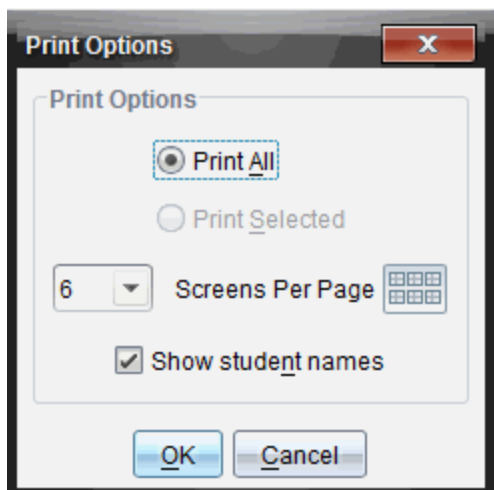 Print Options
Print Options
Print All
Print Selected
6 Screens Per Page
Show student names
OK Cancel